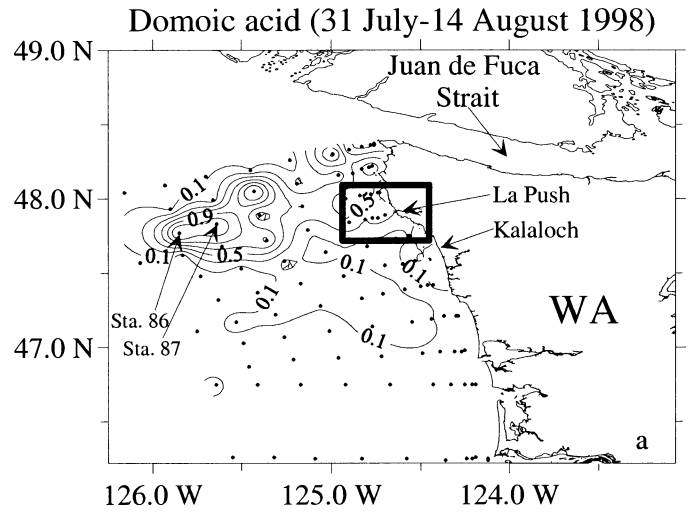 Domoic acid (31 July-14 August 1998)
49.0 N
Juan de Fuca
Strait
48.0 N
0.1
0.5
La Push
0.9
Kalaloch
0.1
0.5
0.1
0.1
0.1
WA
Sta. 86
Sta. 87
0.1
47.0 N
a
126.0 W
125.0 W
124.0 W